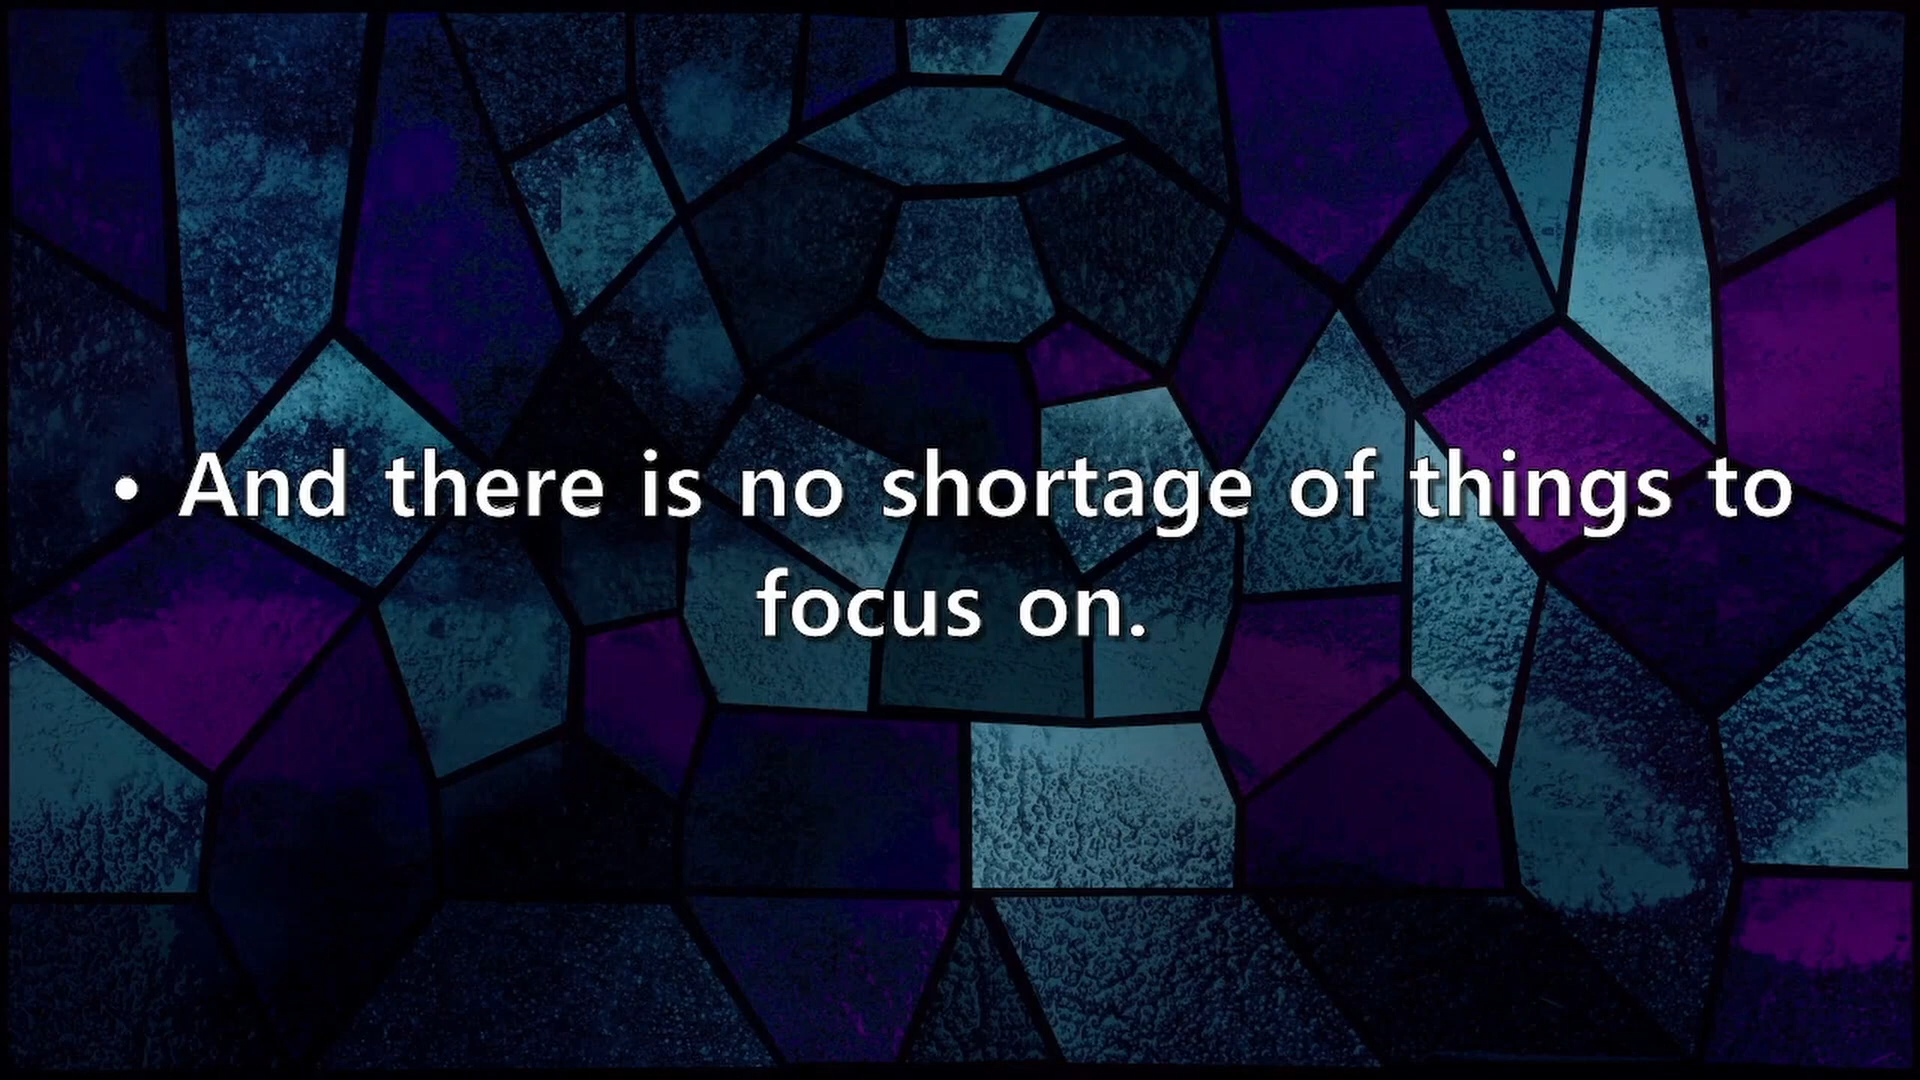 • And there is no shortage of things to
focus on.